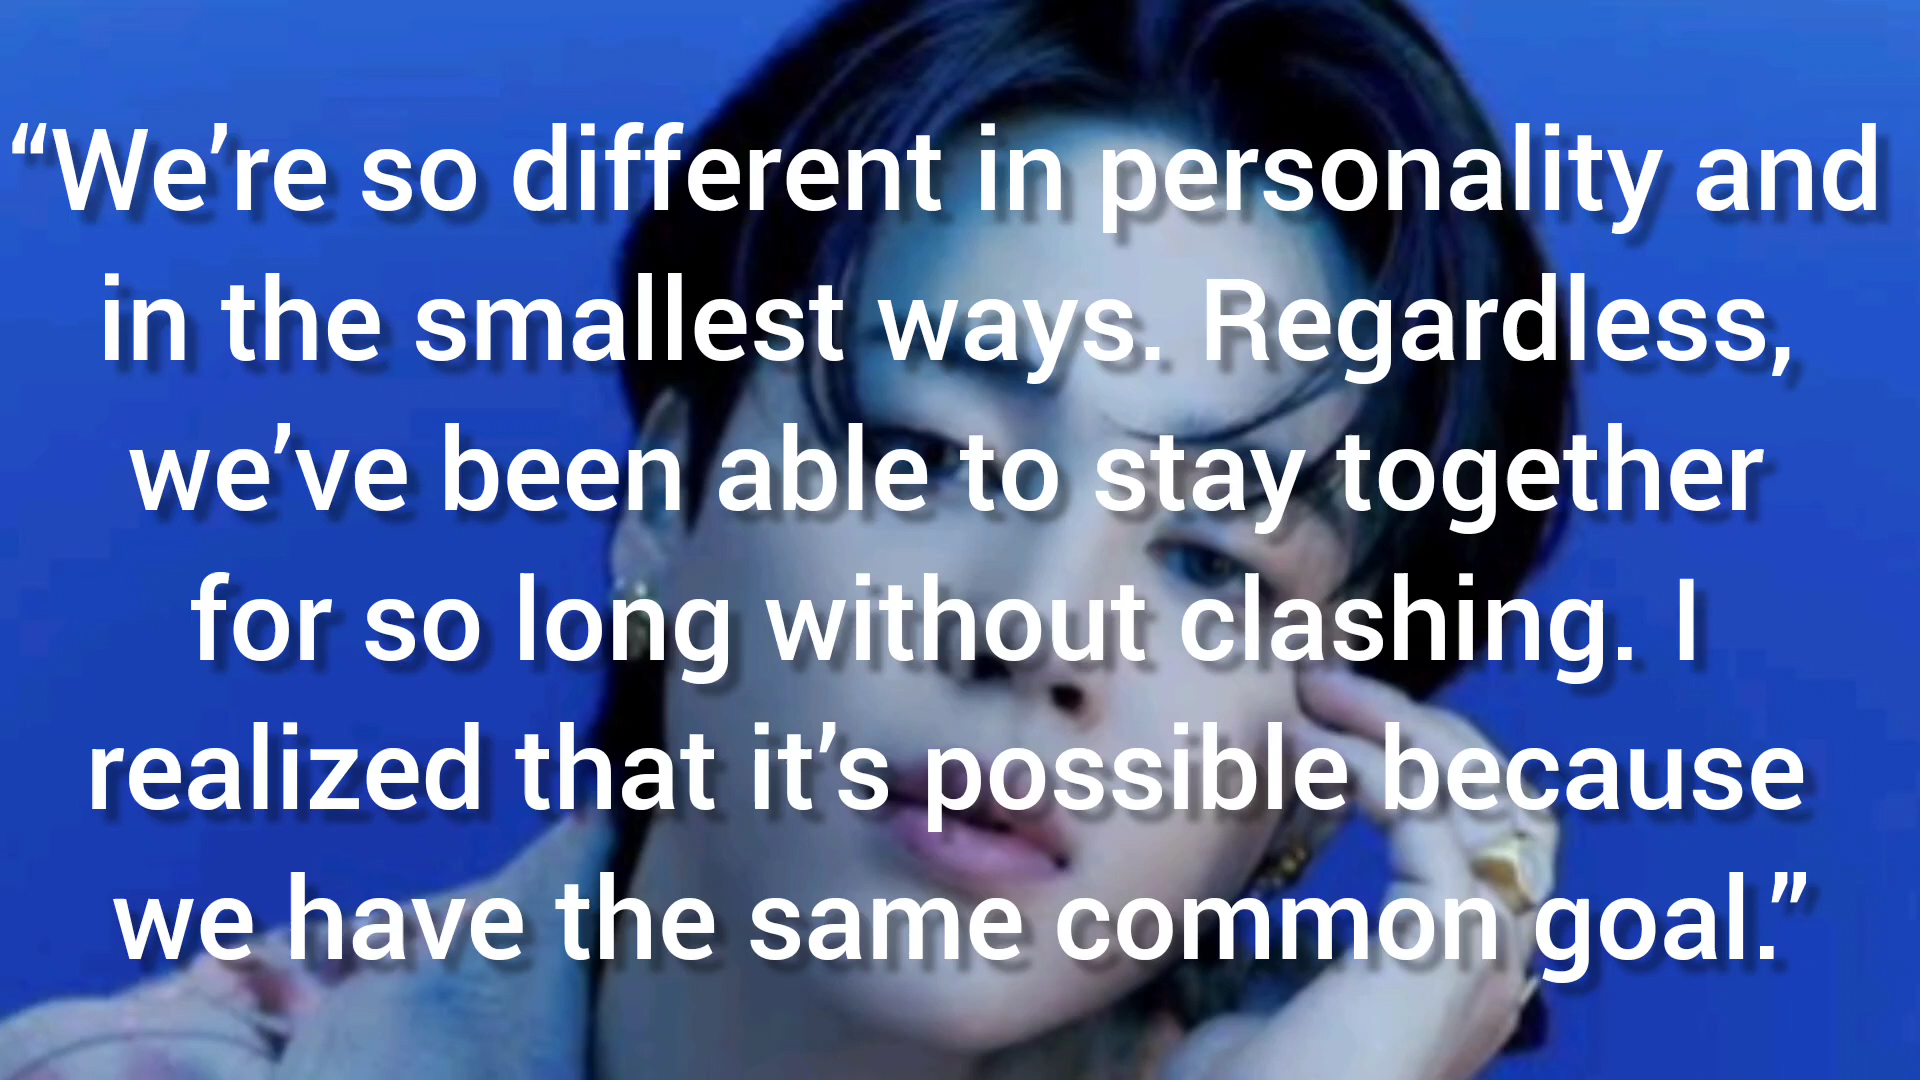 “We’re so different in personality and
in the smallest ways. Regardless,
we’ve been able to stay together
for so long without clashing. I
realized that it’s possible because
we have the same common goal.”